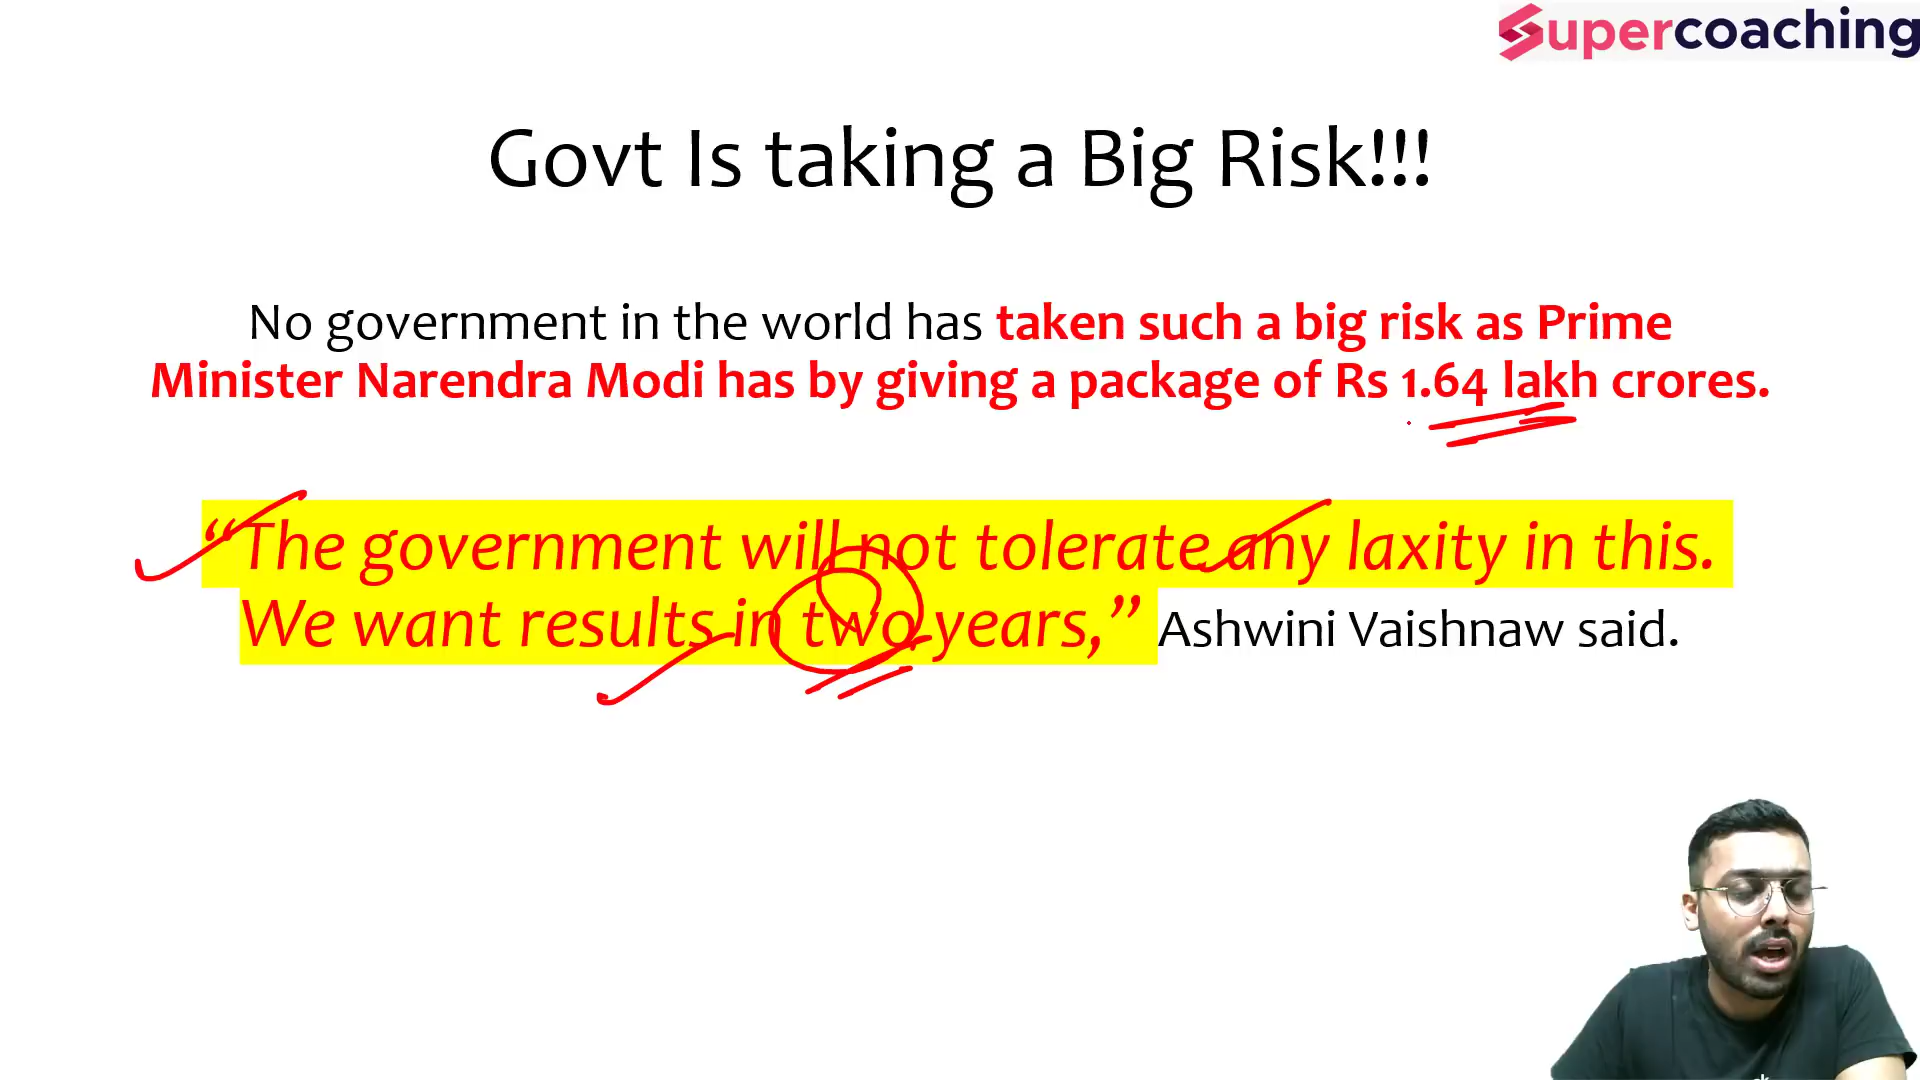 Supercoaching
Govt Is taking a Big Risk!!!
No government in the world has taken such a big risk as Prime
Minister Narendra Modi has by giving a package of Rs 1.64 lakh crores.
“The government will not tolerate any laxity in this.
We want results in two years,” Ashwini Vaishnaw said.